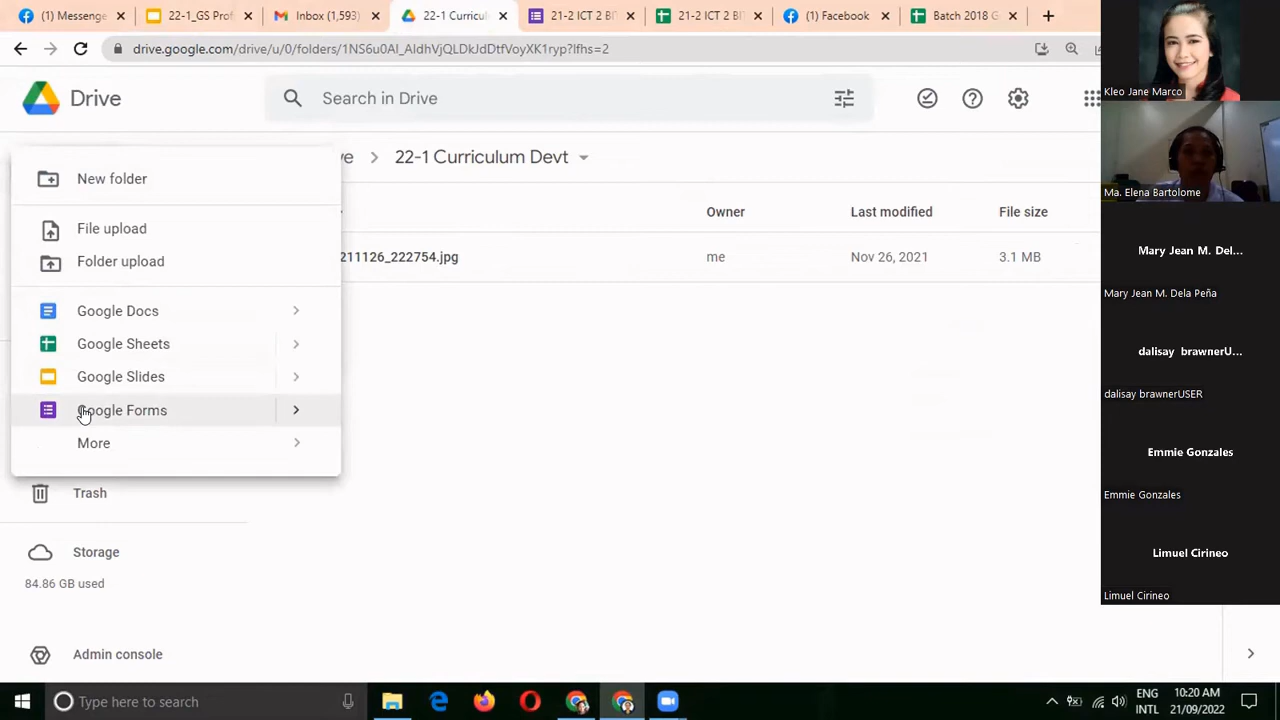 (1) Messenge
22-1_GS Prof
Inbox (1,593)
22-1 Curricul
21-2 ICT 2 BI
21-2 ICT 2 BI
(1) Facebook
Batch 2018 G
drive.google.com/drive/u/0/folders/1NS6u0Al_AIdhVjQLDkJdDtfVoyXK1ryp?lfhs=2
Drive
Search in Drive
ve > 22-1 Curriculum Devt
Owner
Last modified
File size
211126_222754.jpg
me
Nov 26, 2021
3.1 MB
New folder
File upload
Folder upload
Google Docs
Google Sheets
Google Slides
Google Forms
More
Trash
Storage
84.86 GB used
Admin console
Kleo Jane Marco
Ma. Elena Bartolome
Mary Jean M. Del...
Mary Jean M. Dela Peña
dalisay brawnerU...
dalisay brawnerUSER
Emmie Gonzales
Emmie Gonzales
Limuel Cirineo
Limuel Cirineo
Type here to search
ENG
INTL
10:20 AM
21/09/2022